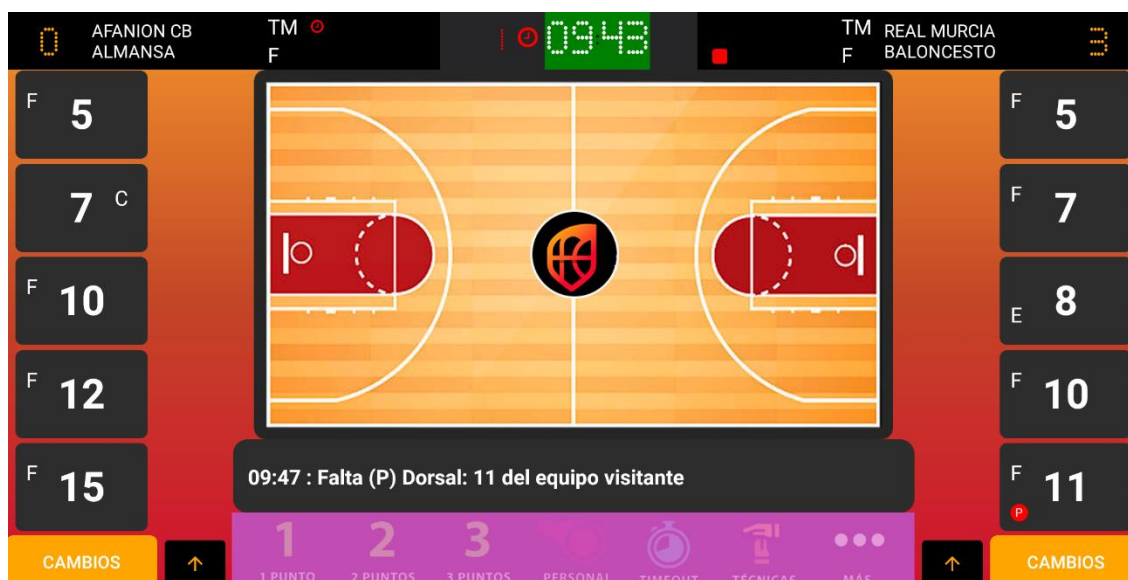 0
AFANION CB
ALMANSA
TM
F
1
09:43
TM
F
REAL MURCIA
BALONCESTO
3
F 5
7 C
F 10
F 12
F 15
F 5
F 7
E 8
F 10
F 11
P
09:47 : Falta (P) Dorsal: 11 del equipo visitante
1
2
3
1 PUNTO
2 PUNTOS
3 PUNTOS
PERSONAL
TIMEOUT
TÉCNICAS
MÁS
CAMBIOS
CAMBIOS